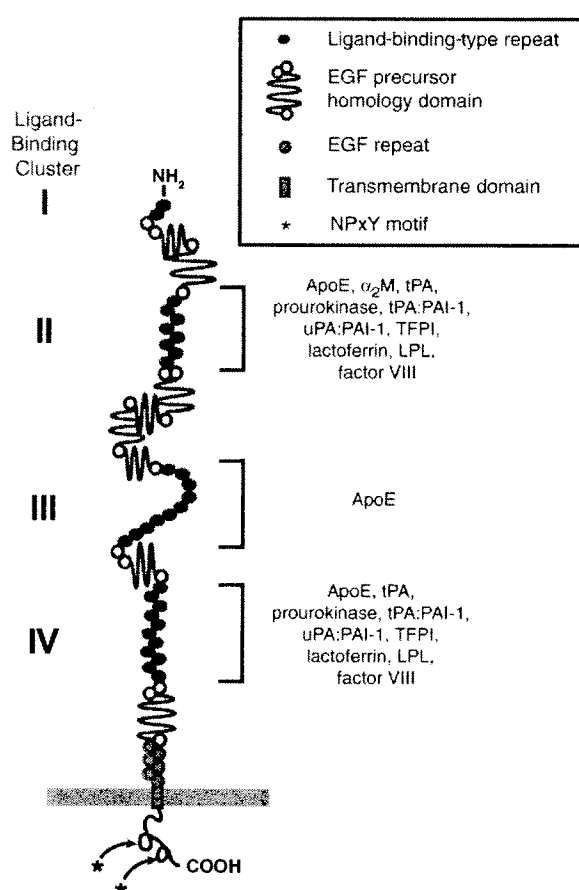 Ligand-binding-type repeat
EGF precursor
homology domain
EGF repeat
Transmembrane domain
* NPxY motif
Ligand-
Binding
Cluster
NH₂
I
II
ApoE, α₂M, tPA,
prourokinase, tPA:PAI-1,
uPA:PAI-1, TFPI,
lactoferrin, LPL,
factor VIII
III
ApoE
IV
ApoE, tPA,
prourokinase, tPA:PAI-1,
uPA:PAI-1, TFPI,
lactoferrin, LPL,
factor VIII
COOH
*
*